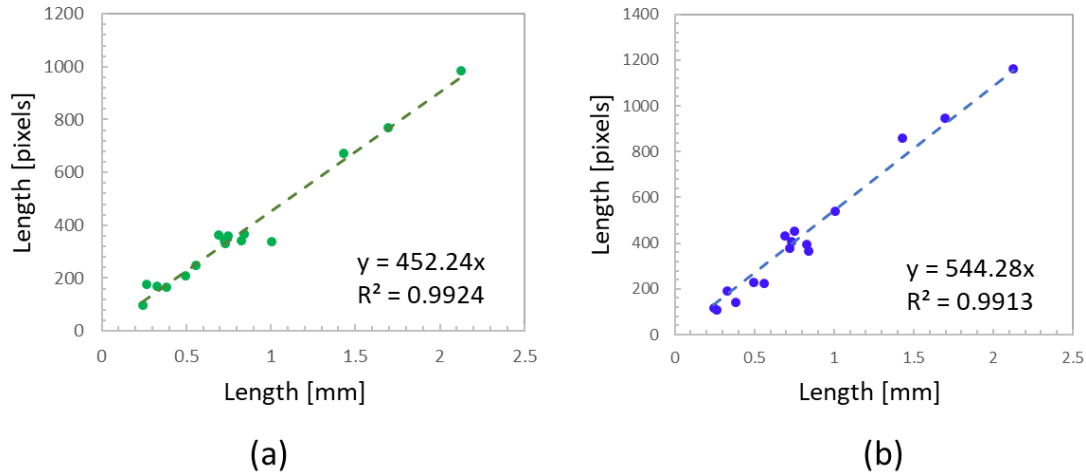 1200
1000
800
600
400
200
0
Length [pixels]
y = 452.24x
R² = 0.9924
0 0.5 1 1.5 2 2.5
Length [mm]
(a)
1400
1200
1000
800
600
400
200
0
Length [pixels]
y = 544.28x
R² = 0.9913
0 0.5 1 1.5 2 2.5
Length [mm]
(b)